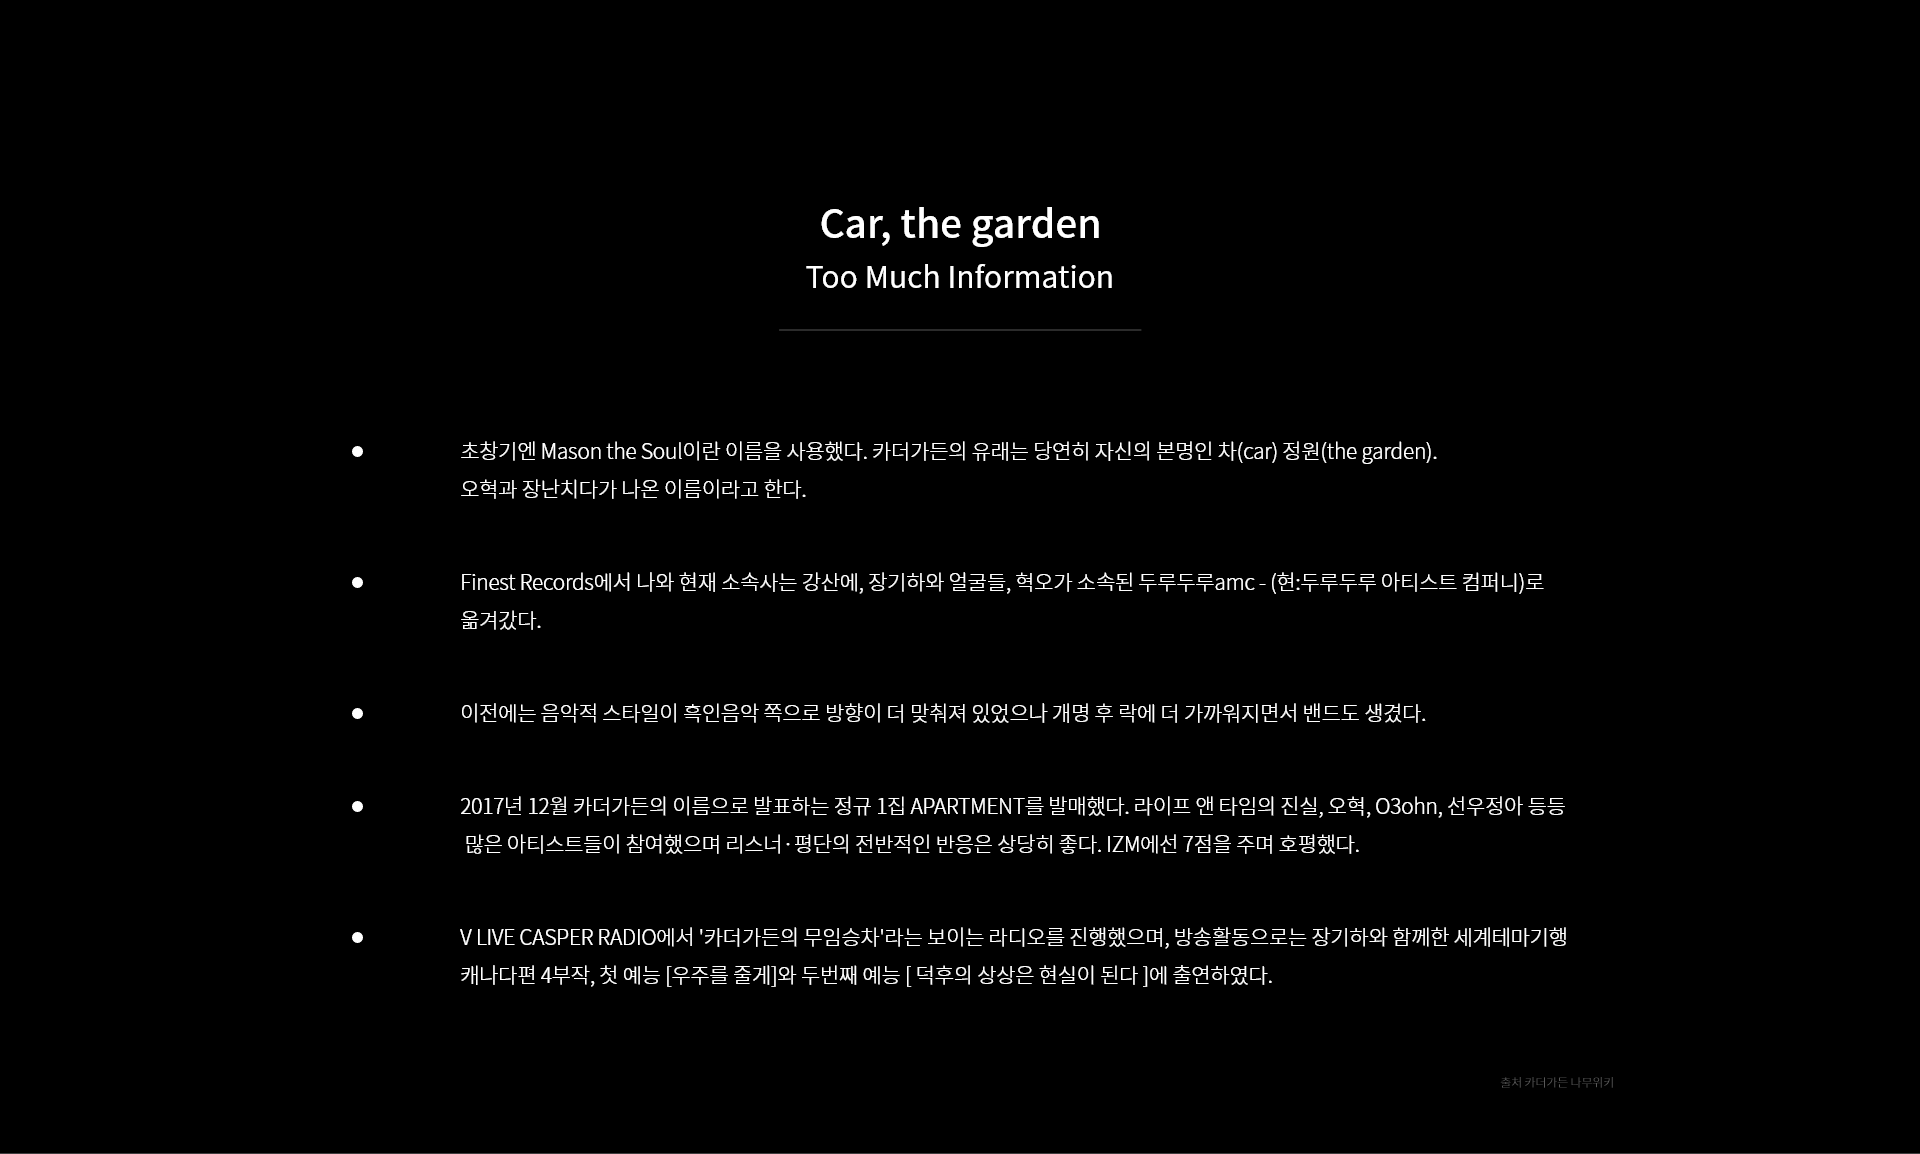 Car, the garden
Too Much Information
● 초창기엔 Mason the Soul이란 이름을 사용했다. 카더가든의 유래는 당연히 자신의 본명인 차(car) 정원(the garden).
오혁과 장난치다가 나온 이름이라고 한다.
● Finest Records에서 나와 현재 소속사는 강산에, 장기하와 얼굴들, 혁오가 소속된 두루두루amc - (현:두루두루 아티스트 컴퍼니)로
옮겨갔다.
● 이전에는 음악적 스타일이 흑인음악 쪽으로 방향이 더 맞춰져 있었으나 개명 후 락에 더 가까워지면서 밴드도 생겼다.
● 2017년 12월 카더가든의 이름으로 발표하는 정규 1집 APARTMENT를 발매했다. 라이프 앤 타임의 진실, 오혁, O3ohn, 선우정아 등등
많은 아티스트들이 참여했으며 리스너·평단의 전반적인 반응은 상당히 좋다. IZM에선 7점을 주며 호평했다.
● V LIVE CASPER RADIO에서 '카더가든의 무임승차'라는 보이는 라디오를 진행했으며, 방송활동으로는 장기하와 함께한 세계테마기행
캐나다편 4부작, 첫 예능 [우주를 줄게]와 두번째 예능 [ 덕후의 상상은 현실이 된다 ]에 출연하였다.
출처 카더가든 나무위키